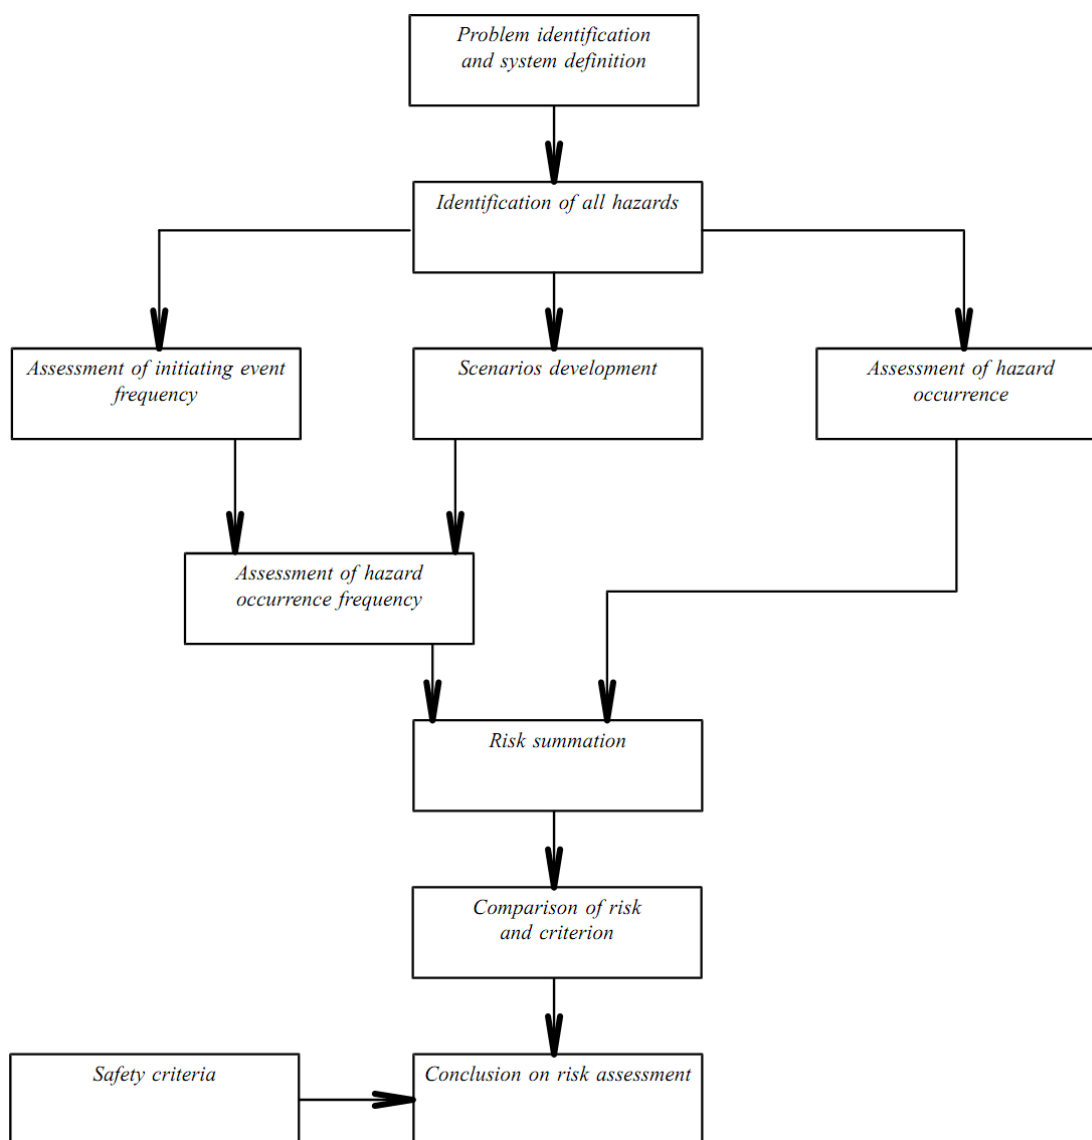 Problem identification
and system definition
Identification of all hazards
Assessment of initiating event
frequency
Scenarios development
Assessment of hazard
occurrence
Assessment of hazard
occurrence frequency
Risk summation
Comparison of risk
and criterion
Safety criteria
Conclusion on risk assessment